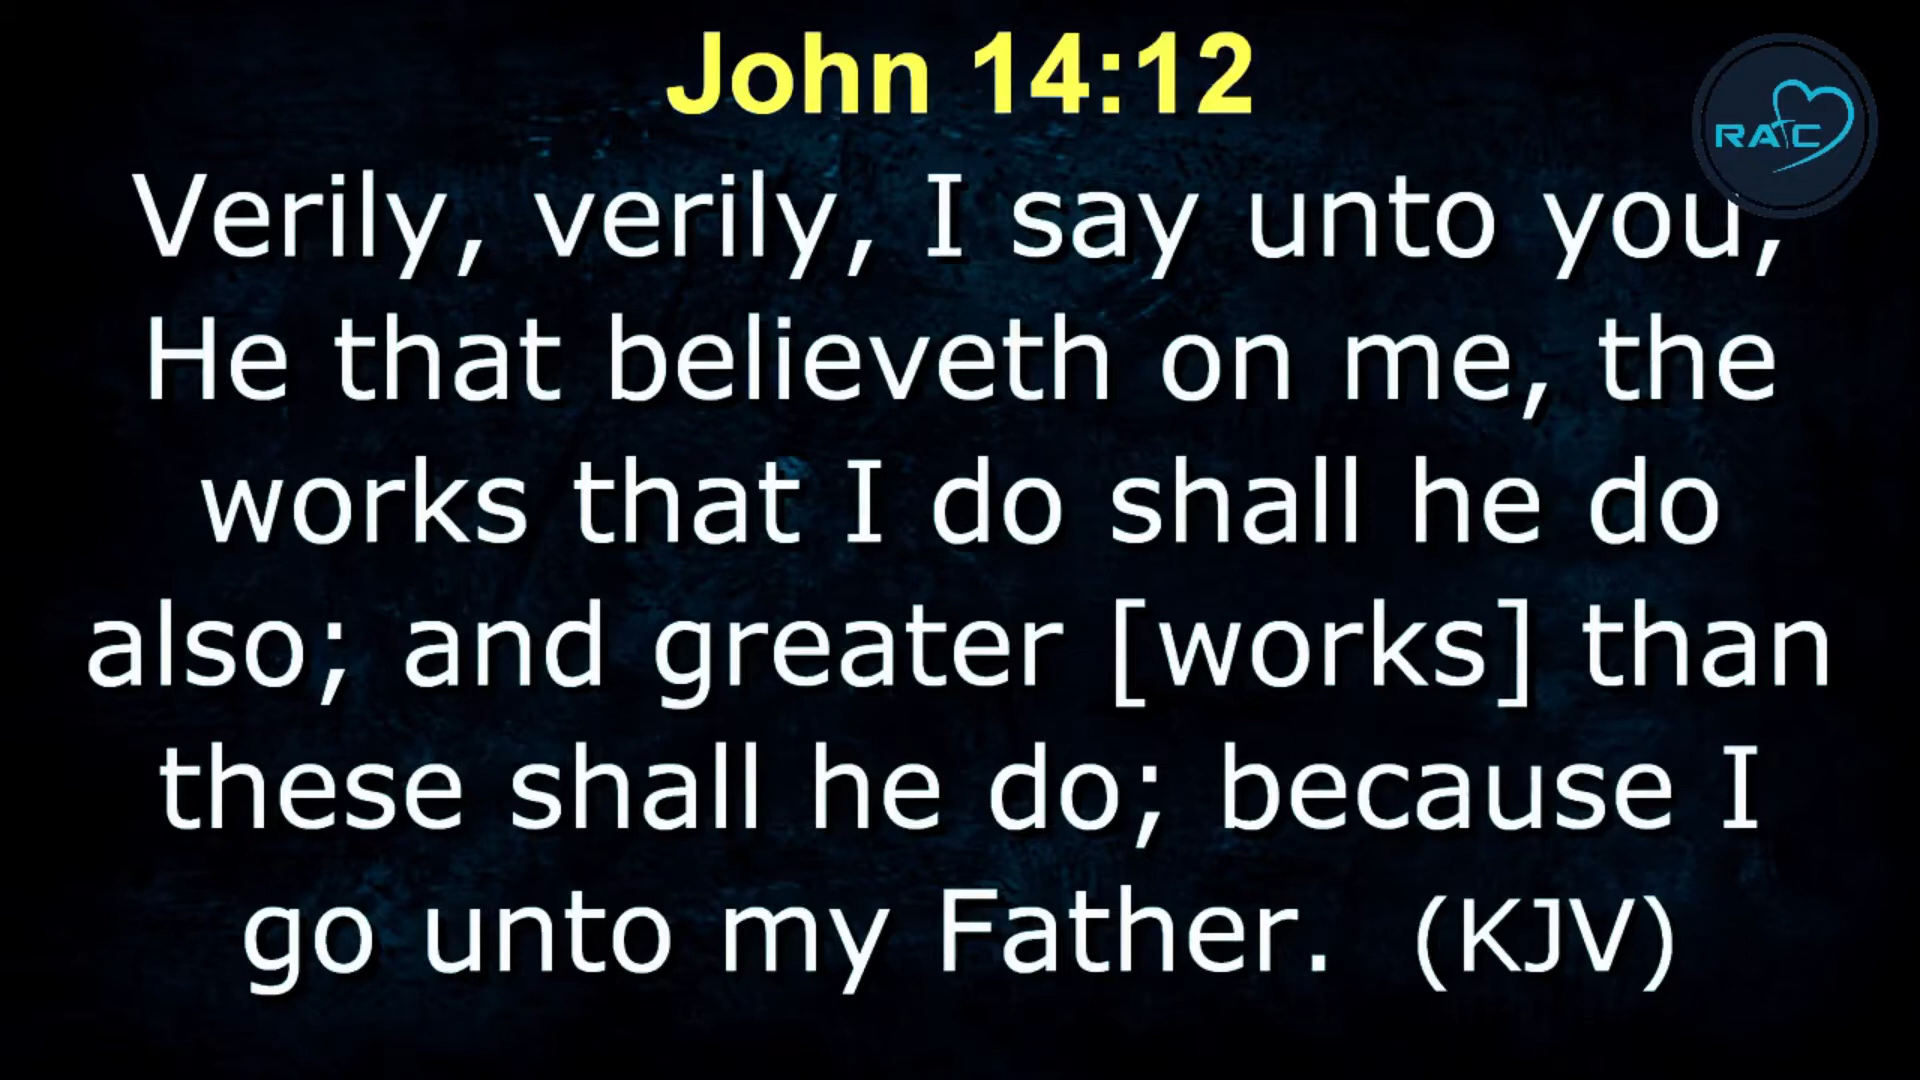 John 14:12
RAFC
Verily, verily, I say unto you,
He that believeth on me, the
works that I do shall he do
also; and greater [works] than
these shall he do; because I
go unto my Father. (KJV)